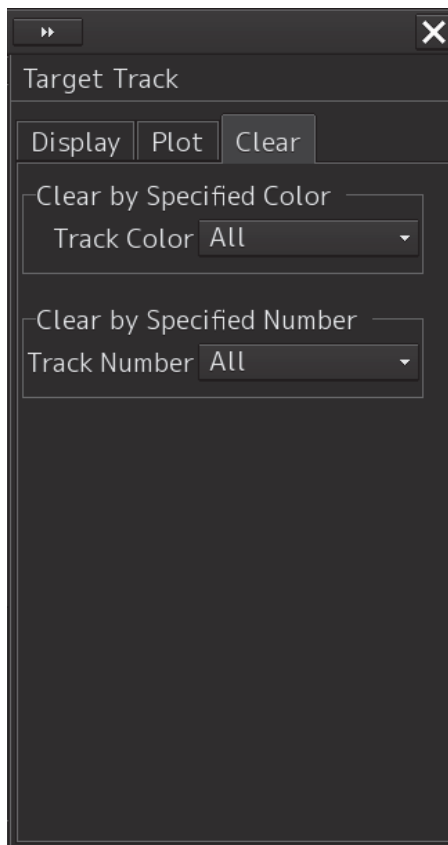 Target Track
Display Plot Clear
Clear by Specified Color
Track Color All
Clear by Specified Number
Track Number All